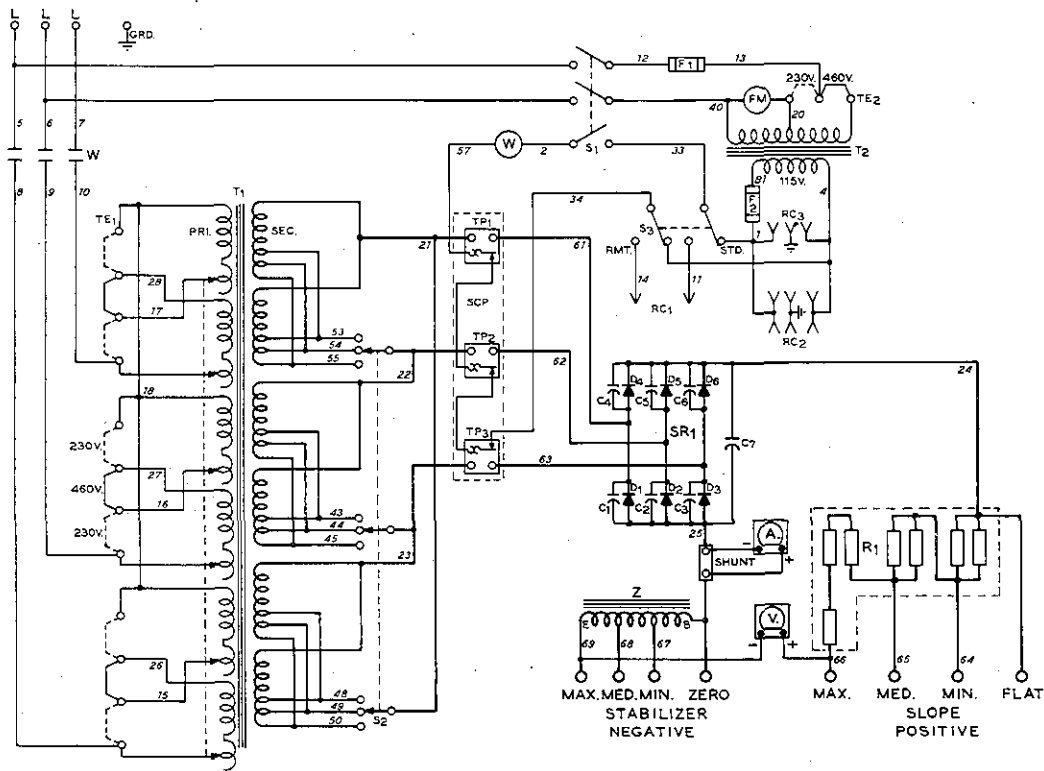 L L L
GRD.
12 F1 13
230V. 460V.
40 FM 20 TE2
5 6 7
57 W 2 S1 33
T2
W
115V.
81 4
8 9 10
F2
34
T1
TE1
PRI. SEC.
TP1
21 61
S3
RC3
1
RMT. STD.
28
17
14 11
SCP
RC1
53
54
55
TP2
RC2
22 62
24
18
D4 D5 D6
C4 C5 C6
SR1
C7
TP3
230V.
27
460V.
16
230V.
63
43
44
45
D1 D2 D3
C1 C2 C3
23
25
- A. +
SHUNT
R1
Z
E B
V.
- +
69 68 67
66 65 64
26
15
MAX. MED. MIN. ZERO
MAX. MED. MIN. FLAT
STABILIZER
NEGATIVE
SLOPE
POSITIVE
48
49
50
S2